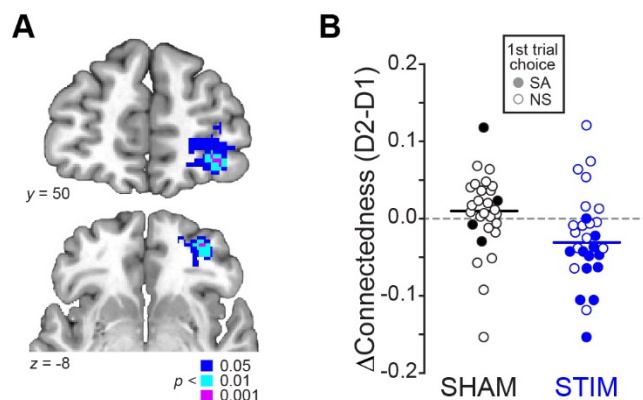 A
y = 50
z = -8
p <
0.05
0.01
0.001
B
ΔConnectedness (D2-D1)
0.2
0.1
0.0
-0.1
-0.2
1st trial
choice
SA
NS
SHAM
STIM